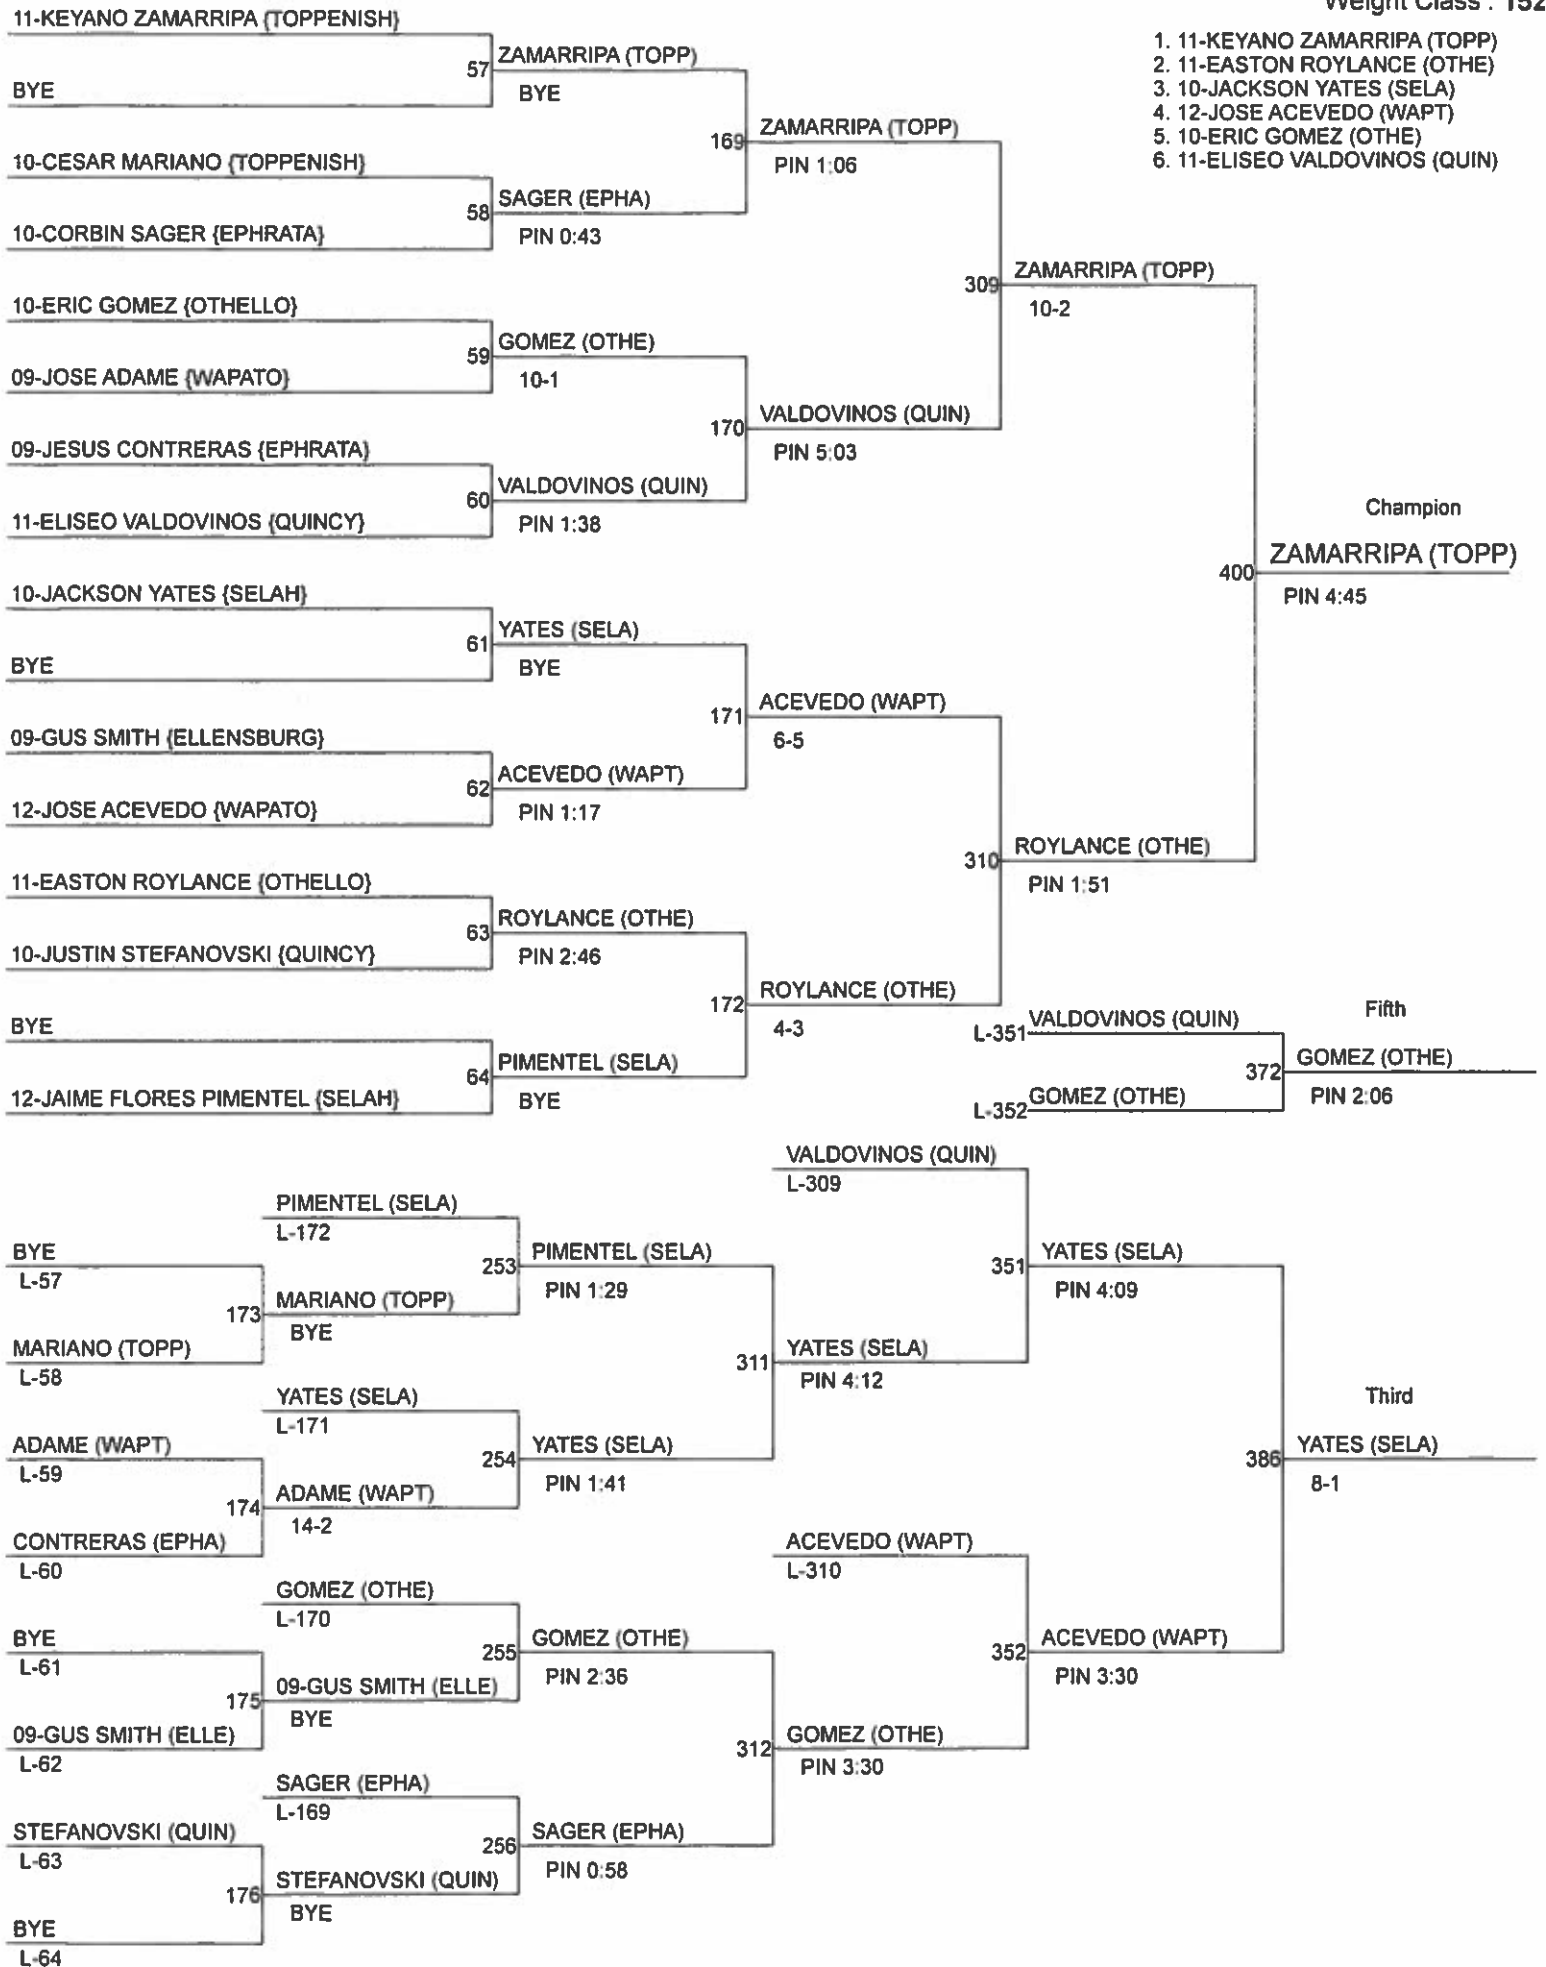 Weight Class : 152
1. 11-KEYANO ZAMARRIPA (TOPP)
2. 11-EASTON ROYLANCE (OTHE)
3. 10-JACKSON YATES (SELA)
4. 12-JOSE ACEVEDO (WAPT)
5. 10-ERIC GOMEZ (OTHE)
6. 11-ELISEO VALDOVINOS (QUIN)
11-KEYANO ZAMARRIPA {TOPPENISH}
57 ZAMARRIPA (TOPP)
BYE
BYE
169 ZAMARRIPA (TOPP)
PIN 1:06
10-CESAR MARIANO {TOPPENISH}
58 SAGER (EPHA)
10-CORBIN SAGER {EPHRATA}
PIN 0:43
309 ZAMARRIPA (TOPP)
10-2
10-ERIC GOMEZ {OTHELLO}
59 GOMEZ (OTHE)
09-JOSE ADAME {WAPATO}
10-1
170 VALDOVINOS (QUIN)
PIN 5:03
09-JESUS CONTRERAS {EPHRATA}
60 VALDOVINOS (QUIN)
11-ELISEO VALDOVINOS {QUINCY}
PIN 1:38
Champion
400 ZAMARRIPA (TOPP)
PIN 4:45
10-JACKSON YATES {SELAH}
61 YATES (SELA)
BYE
BYE
171 ACEVEDO (WAPT)
6-5
09-GUS SMITH {ELLENSBURG}
62 ACEVEDO (WAPT)
12-JOSE ACEVEDO {WAPATO}
PIN 1:17
310 ROYLANCE (OTHE)
PIN 1:51
11-EASTON ROYLANCE {OTHELLO}
63 ROYLANCE (OTHE)
10-JUSTIN STEFANOVSKI {QUINCY}
PIN 2:46
172 ROYLANCE (OTHE)
4-3
BYE
64 PIMENTEL (SELA)
12-JAIME FLORES PIMENTEL {SELAH}
BYE
Fifth
L-351 VALDOVINOS (QUIN)
372 GOMEZ (OTHE)
PIN 2:06
L-352 GOMEZ (OTHE)
VALDOVINOS (QUIN)
L-309
PIMENTEL (SELA)
L-172
BYE
L-57
253 PIMENTEL (SELA)
PIN 1:29
351 YATES (SELA)
PIN 4:09
173 MARIANO (TOPP)
BYE
MARIANO (TOPP)
L-58
311 YATES (SELA)
PIN 4:12
YATES (SELA)
L-171
Third
ADAME (WAPT)
L-59
254 YATES (SELA)
PIN 1:41
386 YATES (SELA)
8-1
174 ADAME (WAPT)
14-2
CONTRERAS (EPHA)
L-60
ACEVEDO (WAPT)
L-310
GOMEZ (OTHE)
L-170
BYE
L-61
255 GOMEZ (OTHE)
PIN 2:36
352 ACEVEDO (WAPT)
PIN 3:30
175 09-GUS SMITH (ELLE)
BYE
09-GUS SMITH (ELLE)
L-62
312 GOMEZ (OTHE)
PIN 3:30
SAGER (EPHA)
L-169
STEFANOVSKI (QUIN)
L-63
256 SAGER (EPHA)
PIN 0:58
176 STEFANOVSKI (QUIN)
BYE
BYE
L-64